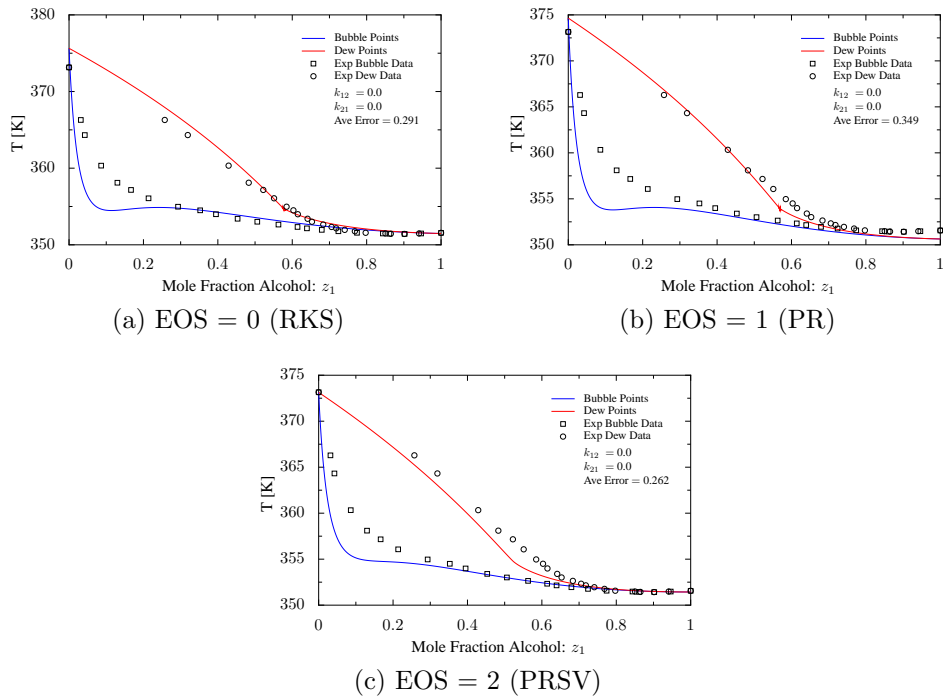 380
370
360
350
T [K]
0
0.2
0.4
0.6
0.8
1
Mole Fraction Alcohol: z₁
Bubble Points
Dew Points
Exp Bubble Data
Exp Dew Data
k₁₂ = 0.0
k₂₁ = 0.0
Ave Error = 0.291
(a) EOS = 0 (RKS)
375
370
365
360
355
350
T [K]
0
0.2
0.4
0.6
0.8
1
Mole Fraction Alcohol: z₁
Bubble Points
Dew Points
Exp Bubble Data
Exp Dew Data
k₁₂ = 0.0
k₂₁ = 0.0
Ave Error = 0.349
(b) EOS = 1 (PR)
375
370
365
360
355
350
T [K]
0
0.2
0.4
0.6
0.8
1
Mole Fraction Alcohol: z₁
Bubble Points
Dew Points
Exp Bubble Data
Exp Dew Data
k₁₂ = 0.0
k₂₁ = 0.0
Ave Error = 0.262
(c) EOS = 2 (PRSV)